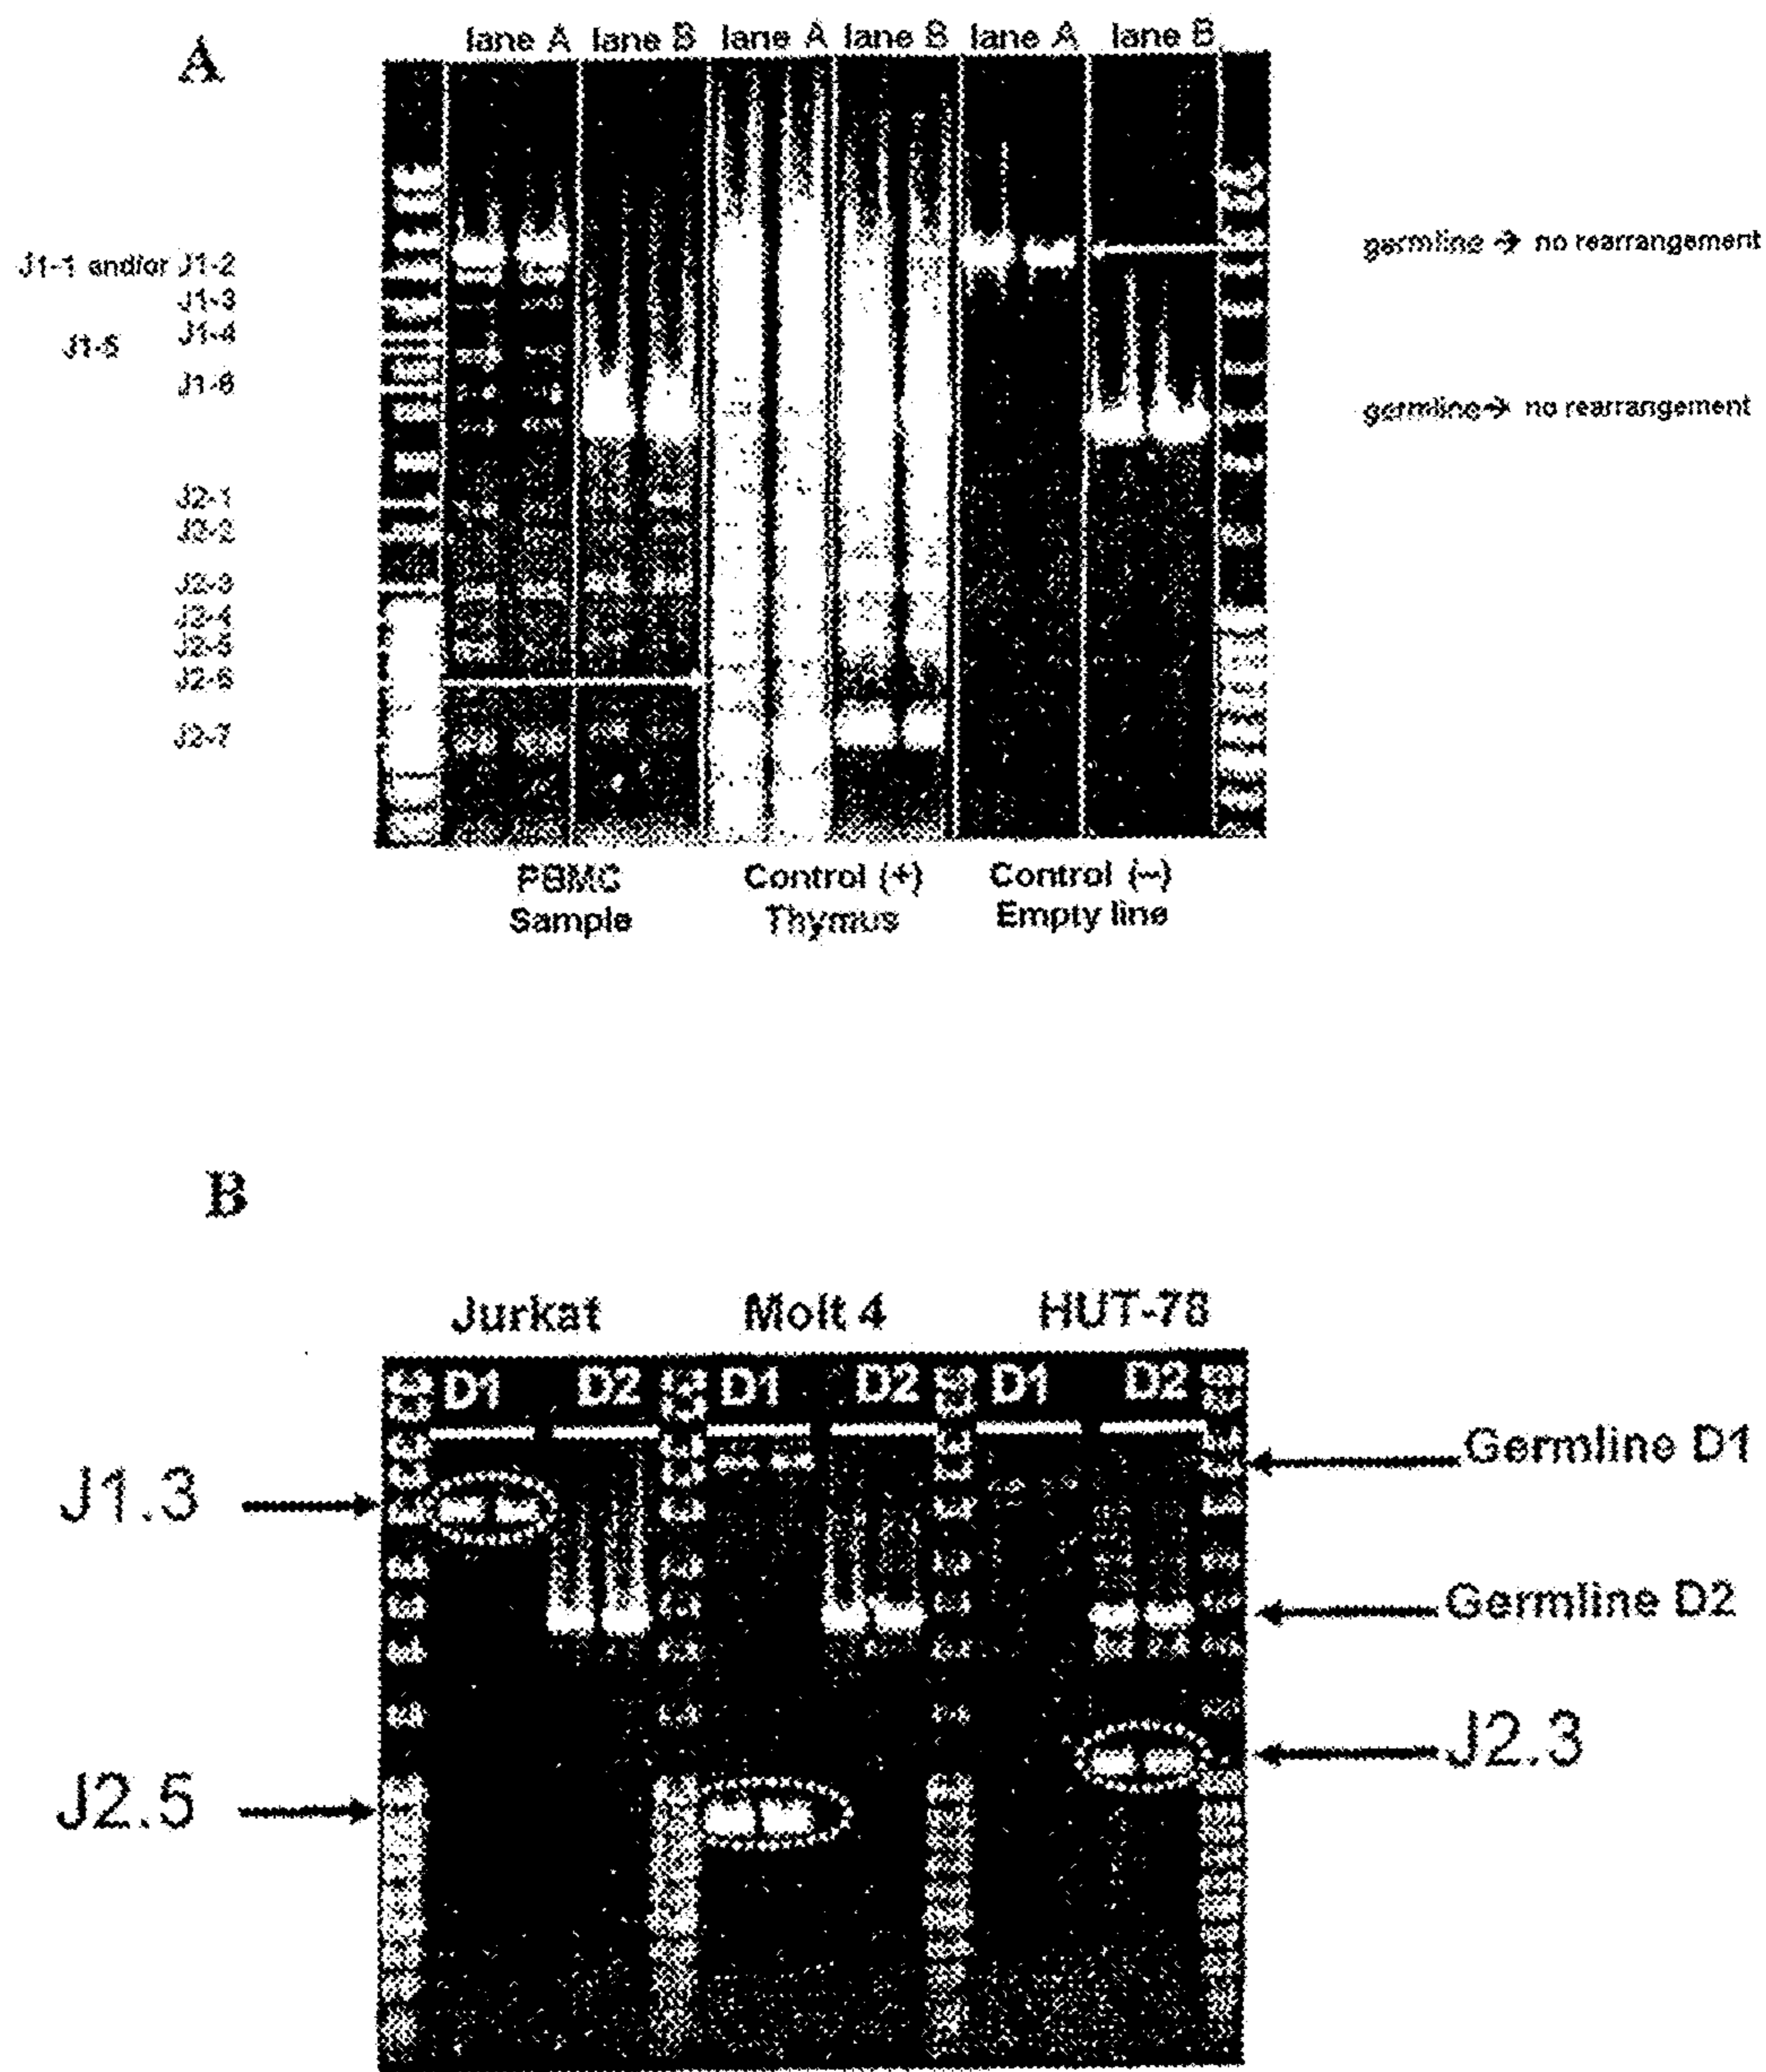 A
lane A lane B lane A lane B lane A lane B
germline → no rearrangement
J1-1 and/or J1-2
J1-3
J1-4
J1-5
J1-6
germline → no rearrangement
J2-1
J2-2
J2-3
J2-4
J2-5
J2-6
J2-7
PBMC Control (+) Control (–)
Sample Thymus Empty line
B
Jurkat Molt 4 HUT-78
D1 D2 D1 D2 D1 D2
Germline D1
J1.3
Germline D2
J2.3
J2.5